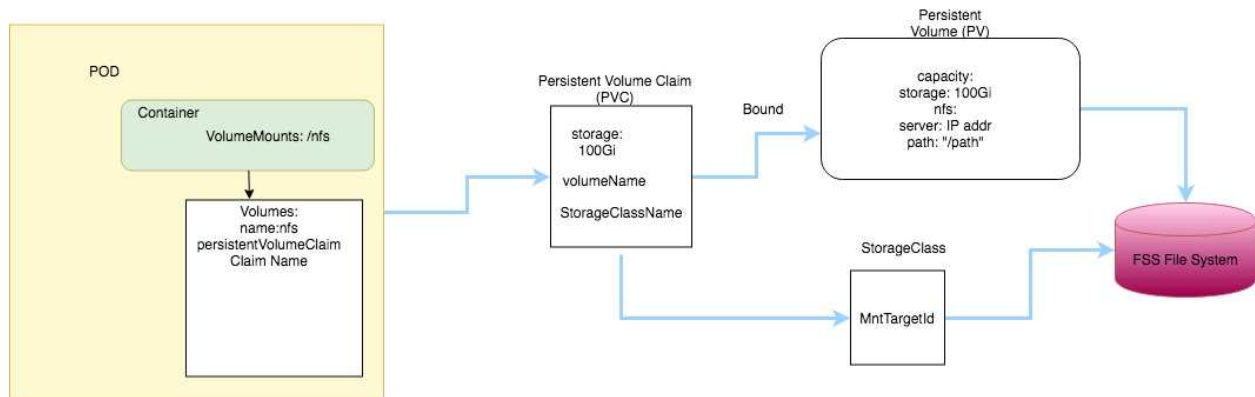 POD
Container
VolumeMounts: /nfs
Volumes:
name:nfs
persistentVolumeClaim
Claim Name
Persistent Volume Claim
(PVC)
storage:
100Gi
volumeName
StorageClassName
Bound
Persistent
Volume (PV)
capacity:
storage: 100Gi
nfs:
server: IP addr
path: "/path"
StorageClass
MntTargetId
FSS File System